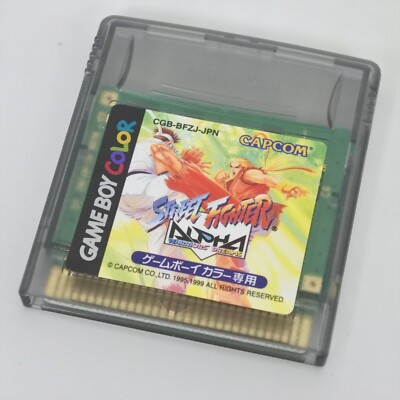 CGB-BFZJ-JPN
CAPCOM
GAME BOY COLOR
STREET FIGHTER
ALPHA
ゲームボーイ カラー専用
© CAPCOM CO., LTD. 1995/1999 ALL RIGHTS RESERVED.